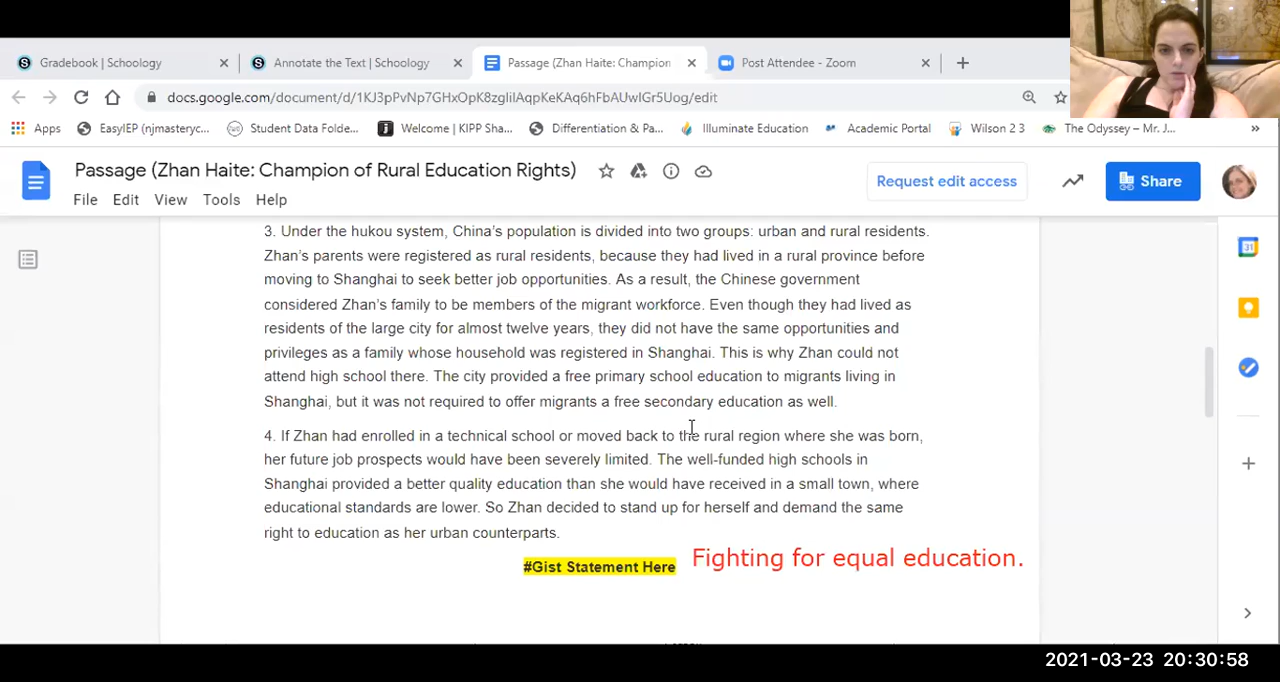 Gradebook | Schoology
Annotate the Text | Schoology
Passage (Zhan Haite: Champion
Post Attendee - Zoom
docs.google.com/document/d/1KJ3pPvNp7GHxOpK8zgIilAqpKeKAq6hFbAUwIGr5Uog/edit
Apps
EasyIEP (njmasteryc...
Student Data Folde...
Welcome | KIPP Sha...
Differentiation & Pa...
Illuminate Education
Academic Portal
Wilson 2 3
The Odyssey – Mr. J...
Passage (Zhan Haite: Champion of Rural Education Rights)
Request edit access
Share
File Edit View Tools Help
3. Under the hukou system, China’s population is divided into two groups: urban and rural residents.
Zhan’s parents were registered as rural residents, because they had lived in a rural province before
moving to Shanghai to seek better job opportunities. As a result, the Chinese government
considered Zhan’s family to be members of the migrant workforce. Even though they had lived as
residents of the large city for almost twelve years, they did not have the same opportunities and
privileges as a family whose household was registered in Shanghai. This is why Zhan could not
attend high school there. The city provided a free primary school education to migrants living in
Shanghai, but it was not required to offer migrants a free secondary education as well.
4. If Zhan had enrolled in a technical school or moved back to the rural region where she was born,
her future job prospects would have been severely limited. The well-funded high schools in
Shanghai provided a better quality education than she would have received in a small town, where
educational standards are lower. So Zhan decided to stand up for herself and demand the same
right to education as her urban counterparts.
#Gist Statement Here
Fighting for equal education.
31
2021-03-23 20:30:58